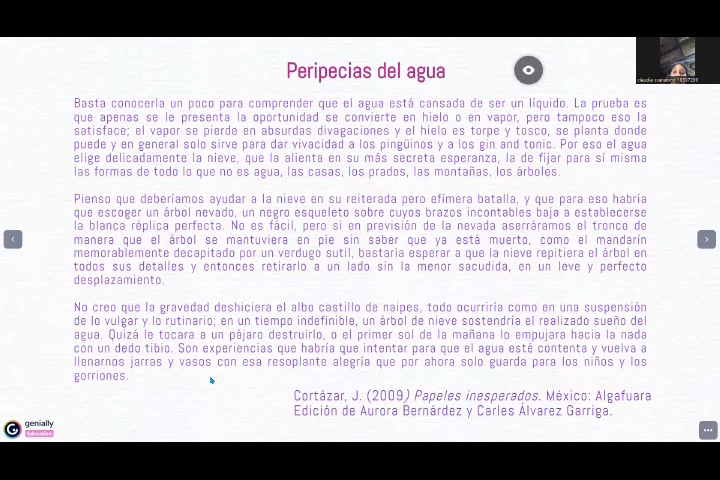 Peripecias del agua
Basta conocerla un poco para comprender que el agua está cansada de ser un líquido. La prueba es
que apenas se le presenta la oportunidad se convierte en hielo o en vapor, pero tampoco eso la
satisface; el vapor se pierde en absurdas divagaciones y el hielo es torpe y tosco, se planta donde
puede y en general solo sirve para dar vivacidad a los pingüinos y a los gin and tonic. Por eso el agua
elige delicadamente la nieve, que la alienta en su más secreta esperanza, la de fijar para sí misma
las formas de todo lo que no es agua, las casas, los prados, las montañas, los árboles.
Pienso que deberíamos ayudar a la nieve en su reiterada pero efímera batalla, y que para eso habría
que escoger un árbol nevado, un negro esqueleto sobre cuyos brazos incontables baja a establecerse
la blanca réplica perfecta. No es fácil, pero si en previsión de la nevada aserráramos el tronco de
manera que el árbol se mantuviera en pie sin saber que ya está muerto, como el mandarín
memorablemente decapitado por un verdugo sutil, bastaría esperar a que la nieve repitiera el árbol en
todos sus detalles y entonces retirarlo a un lado sin la menor sacudida, en un leve y perfecto
desplazamiento.
No creo que la gravedad deshiciera el albo castillo de naipes, todo ocurriría como en una suspensión
de lo vulgar y lo rutinario; en un tiempo indefinible, un árbol de nieve sostendría el realizado sueño del
agua. Quizá le tocara a un pájaro destruirlo, o el primer sol de la mañana lo empujara hacia la nada
con un dedo tibio. Son experiencias que habría que intentar para que el agua esté contenta y vuelva a
llenarnos jarras y vasos con esa resoplante alegría que por ahora solo guarda para los niños y los
gorriones.
Cortázar, J. (2009) Papeles inesperados. México: Algafuara
Edición de Aurora Bernárdez y Carles Álvarez Garriga.
genially
Education